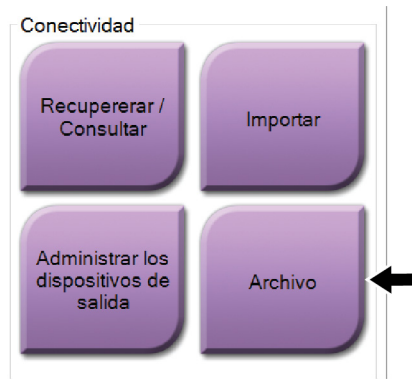 Conectividad
Recupererar /
Consultar
Importar
Administrar los
dispositivos de
salida
Archivo